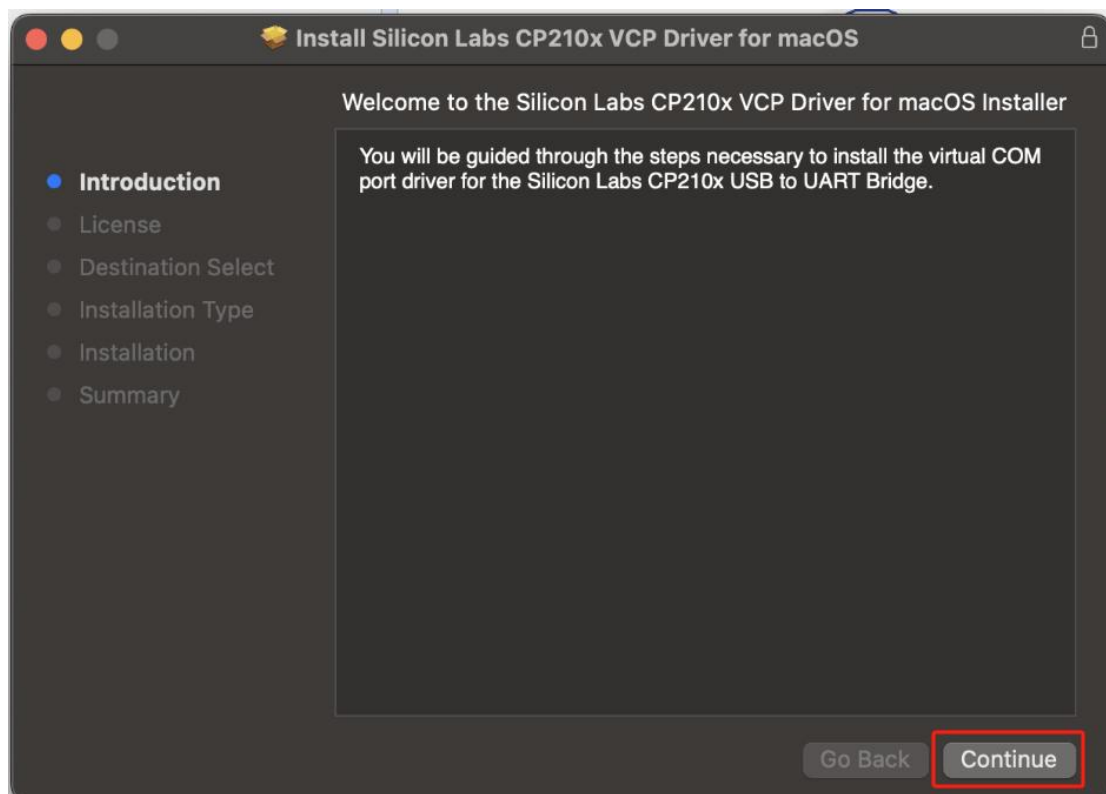 Install Silicon Labs CP210x VCP Driver for macOS
Welcome to the Silicon Labs CP210x VCP Driver for macOS Installer
Introduction
License
Destination Select
Installation Type
Installation
Summary
You will be guided through the steps necessary to install the virtual COM
port driver for the Silicon Labs CP210x USB to UART Bridge.
Go Back
Continue